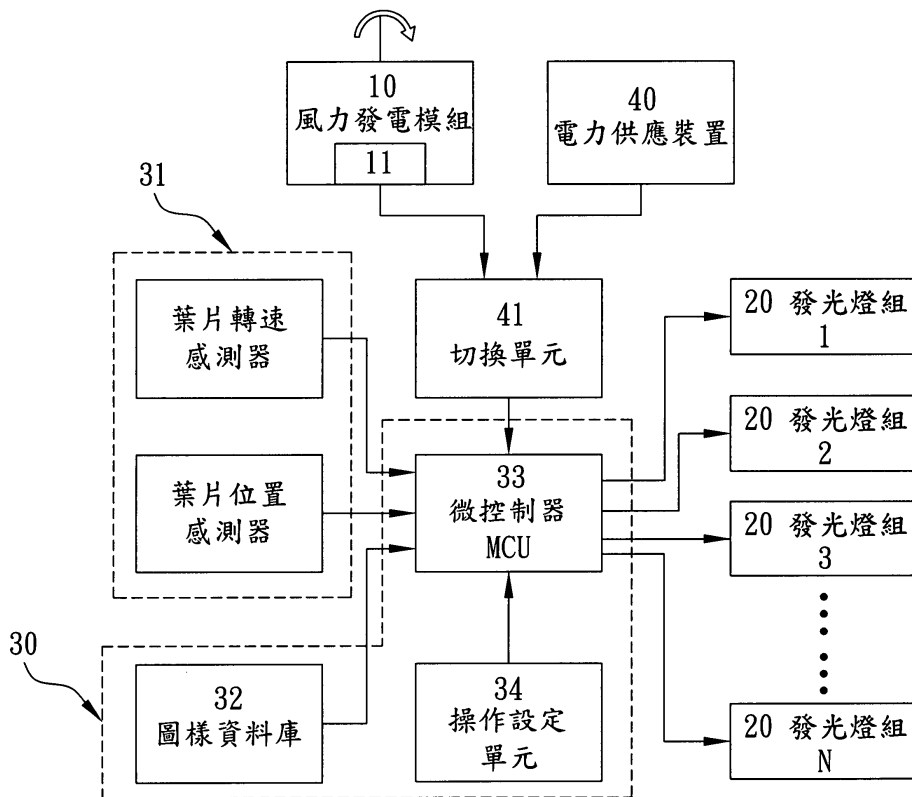 10
風力發電模組
11
40
電力供應裝置
31
葉片轉速
感測器
41
切換單元
20 發光燈組
1
20 發光燈組
2
葉片位置
感測器
33
微控制器
MCU
20 發光燈組
3
30
32
圖樣資料庫
34
操作設定
單元
20 發光燈組
N